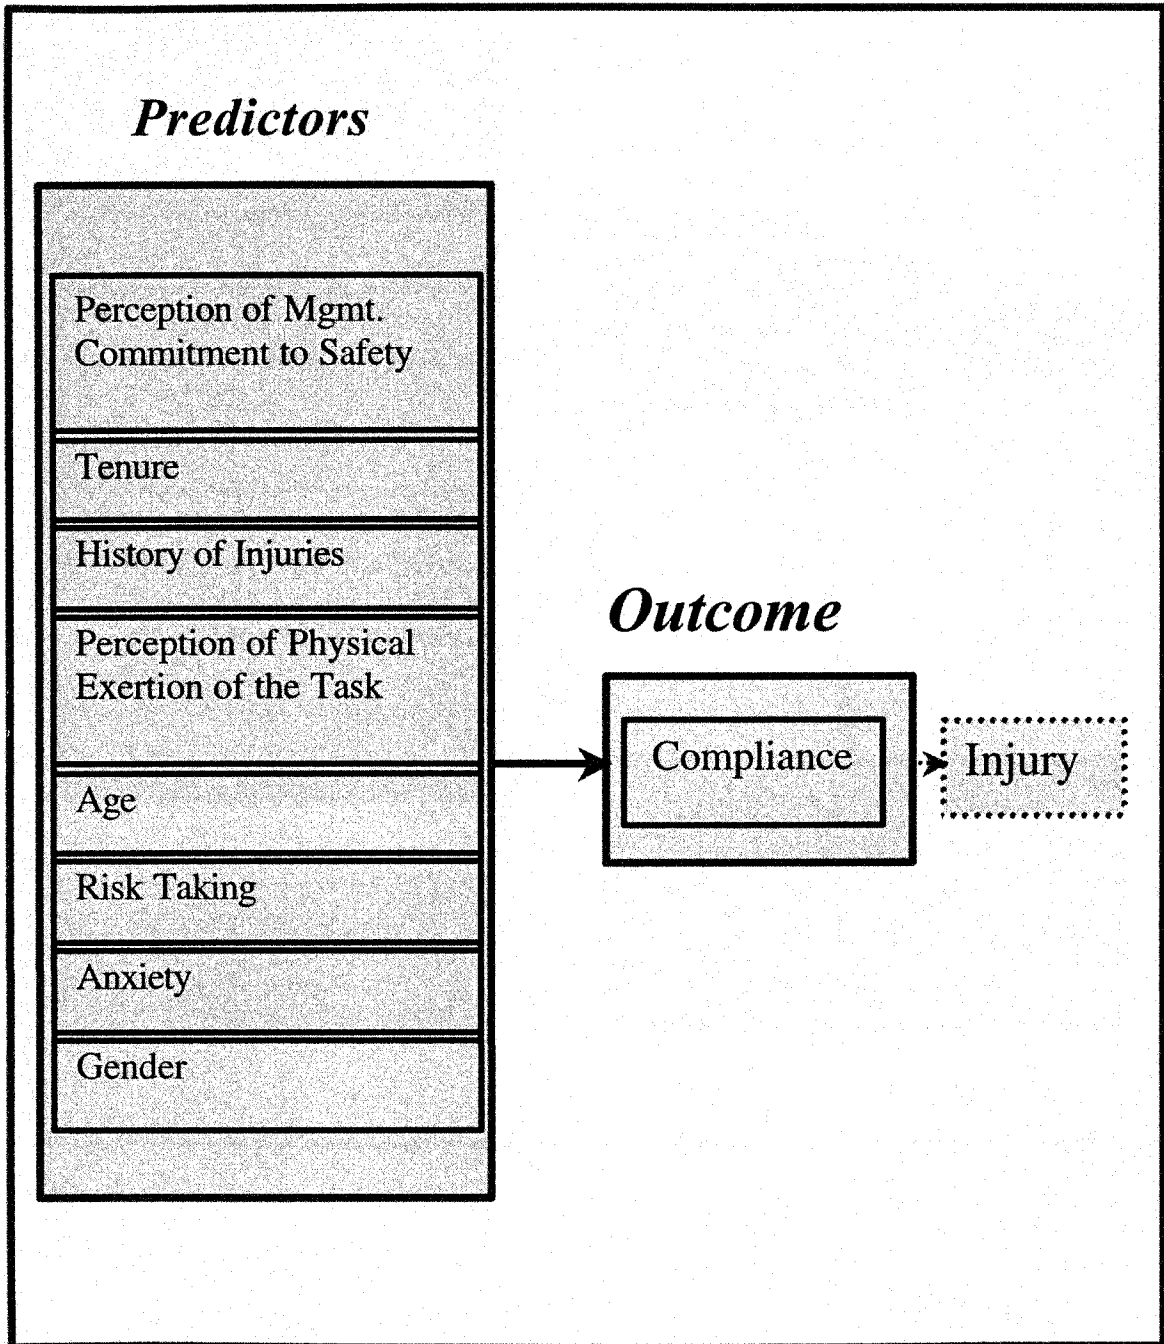 Predictors
Perception of Mgmt.
Commitment to Safety
Tenure
History of Injuries
Perception of Physical
Exertion of the Task
Age
Risk Taking
Anxiety
Gender
Outcome
Compliance
Injury